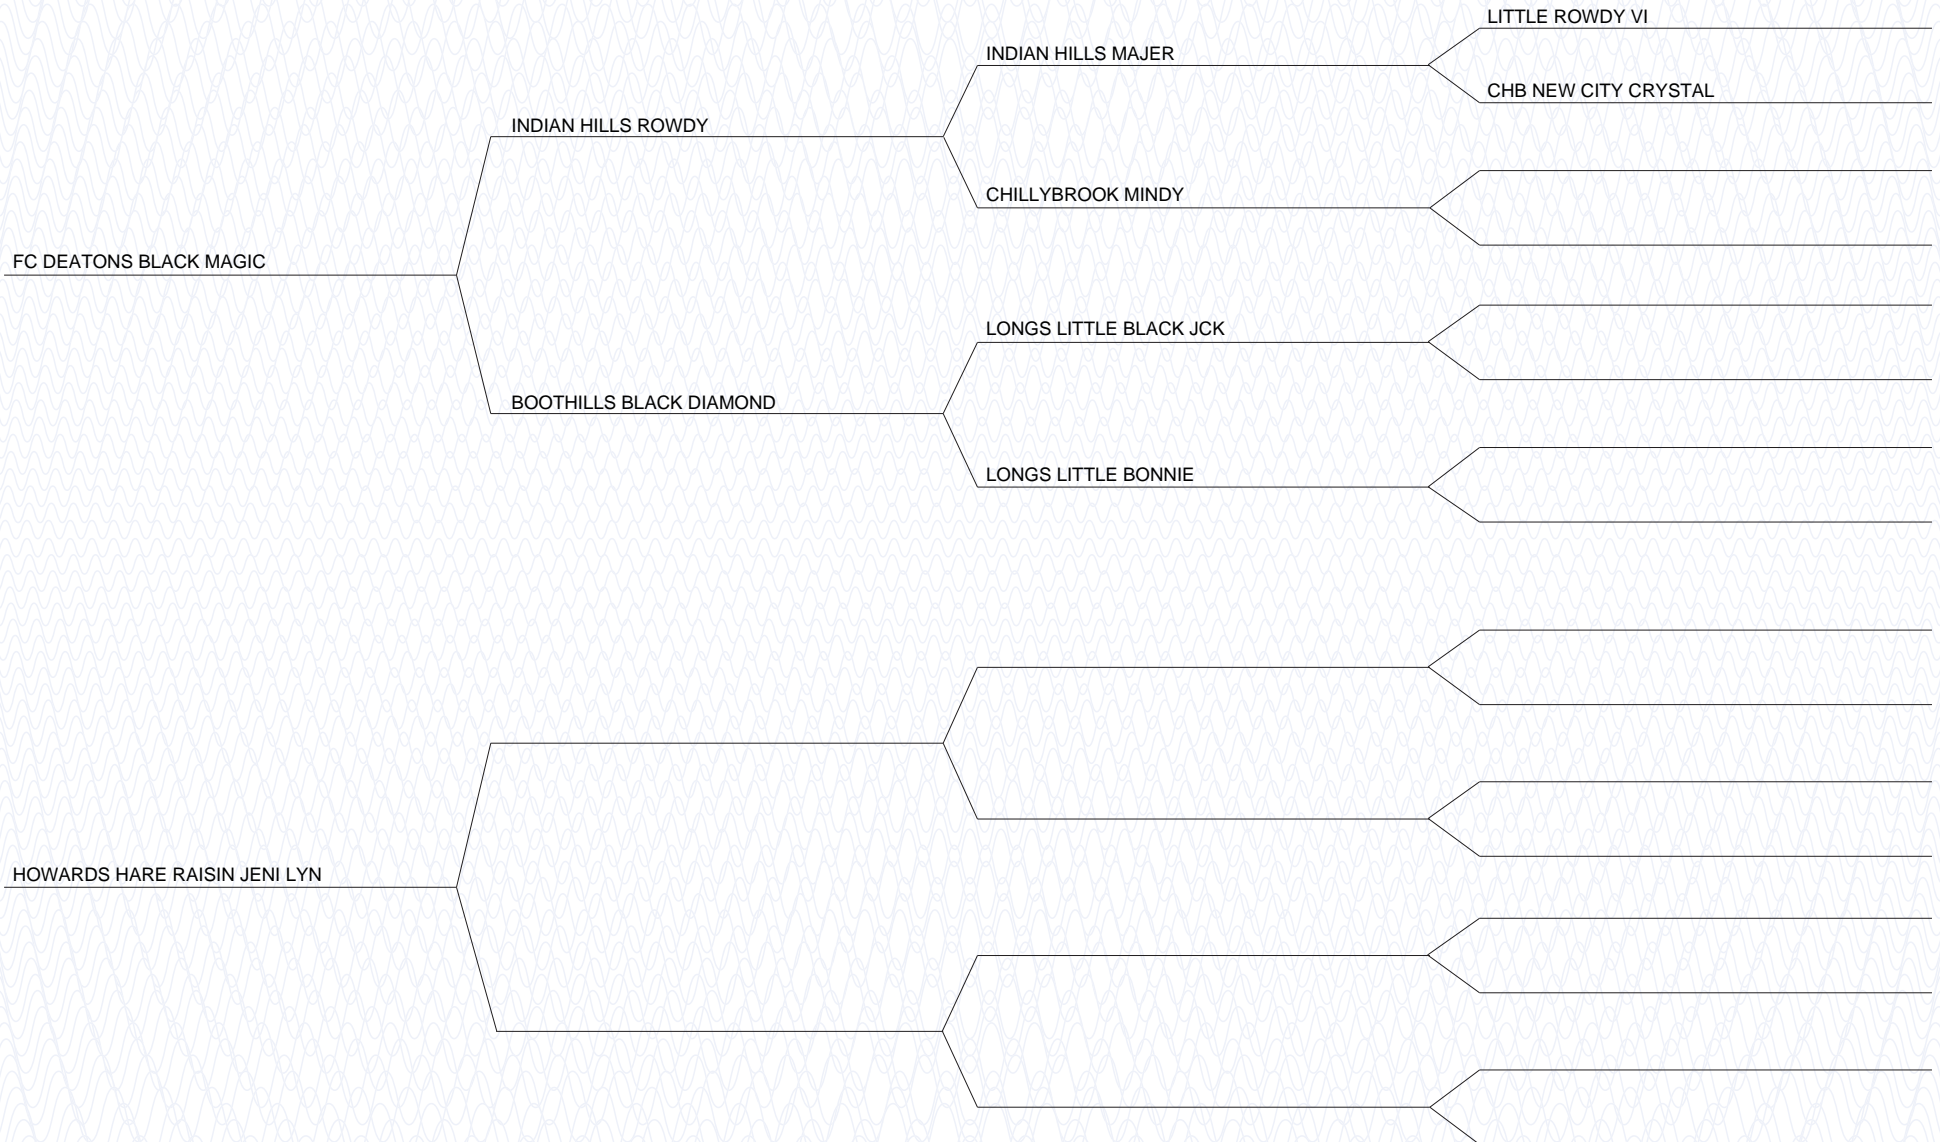 LITTLE ROWDY VI
INDIAN HILLS MAJER
CHB NEW CITY CRYSTAL
INDIAN HILLS ROWDY
CHILLYBROOK MINDY
FC DEATONS BLACK MAGIC
LONGS LITTLE BLACK JCK
BOOTHILLS BLACK DIAMOND
LONGS LITTLE BONNIE
HOWARDS HARE RAISIN JENI LYN